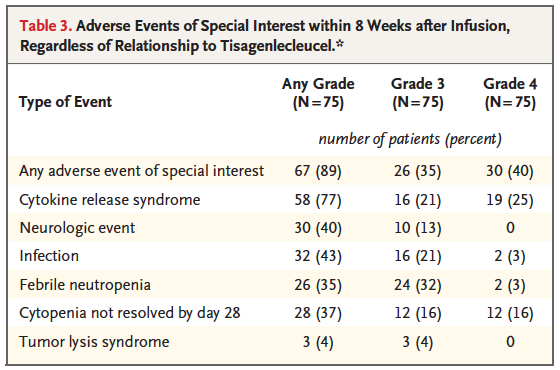 Table 3. Adverse Events of Special Interest within 8 Weeks after Infusion,
Regardless of Relationship to Tisagenlecleucel.*
Type of Event Any Grade (N=75) Grade 3 (N=75) Grade 4 (N=75)
number of patients (percent)
Any adverse event of special interest 67 (89) 26 (35) 30 (40)
Cytokine release syndrome 58 (77) 16 (21) 19 (25)
Neurologic event 30 (40) 10 (13) 0
Infection 32 (43) 16 (21) 2 (3)
Febrile neutropenia 26 (35) 24 (32) 2 (3)
Cytopenia not resolved by day 28 28 (37) 12 (16) 12 (16)
Tumor lysis syndrome 3 (4) 3 (4) 0